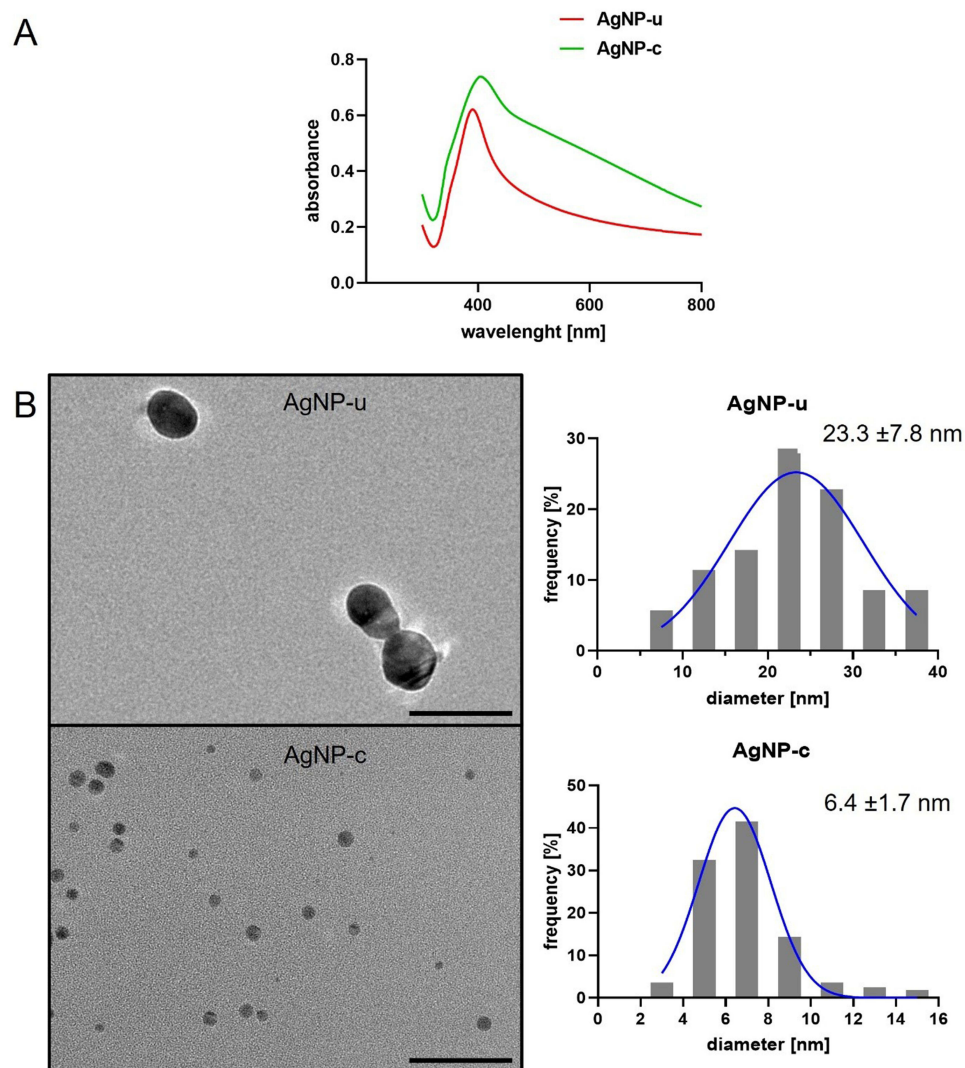 A
AgNP-u
AgNP-c
0.8
0.6
0.4
0.2
0.0
absorbance
400
600
800
wavelenght [nm]
B
AgNP-u
AgNP-u
23.3 ±7.8 nm
30
20
10
0
frequency [%]
0
10
20
30
40
diameter [nm]
AgNP-c
AgNP-c
6.4 ±1.7 nm
50
40
30
20
10
0
frequency [%]
0
2
4
6
8
10
12
14
16
diameter [nm]